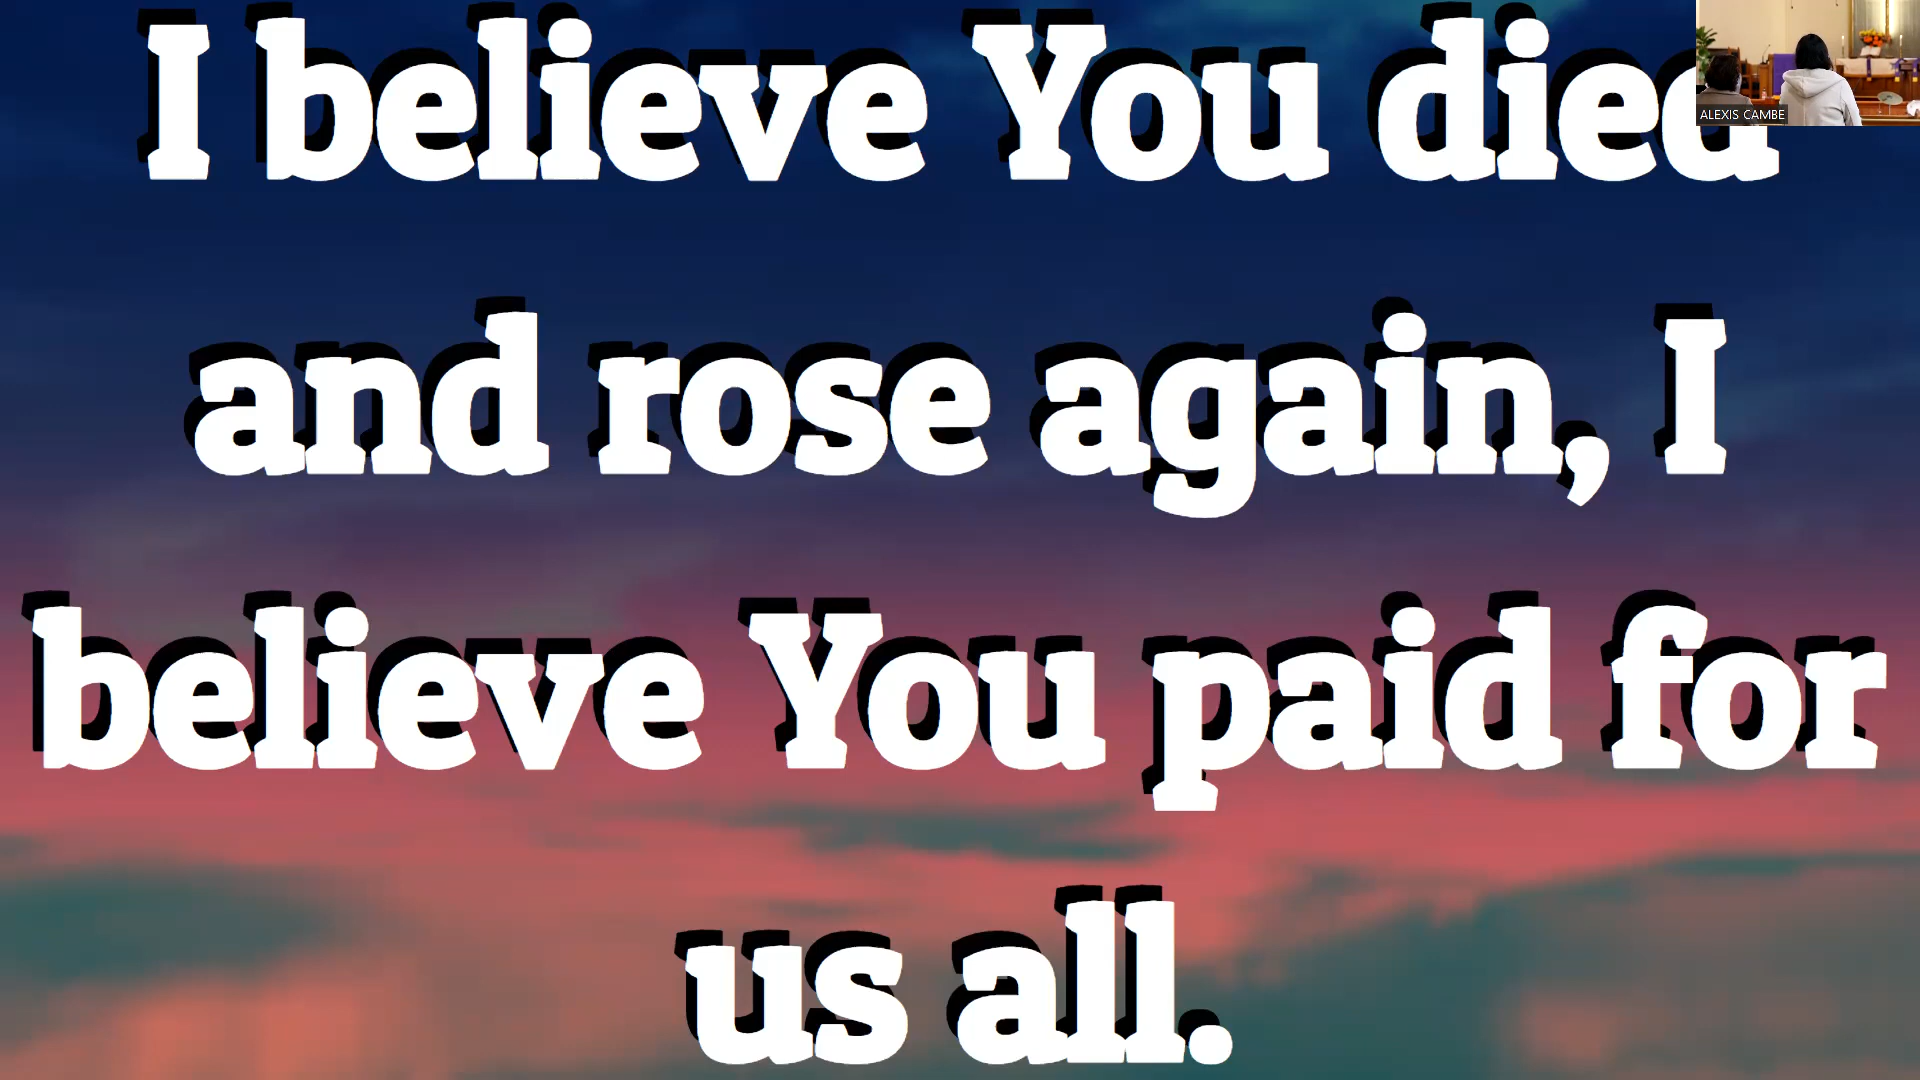 I believe You died
ALEXIS CAMBE
and rose again, I
believe You paid for
us all.